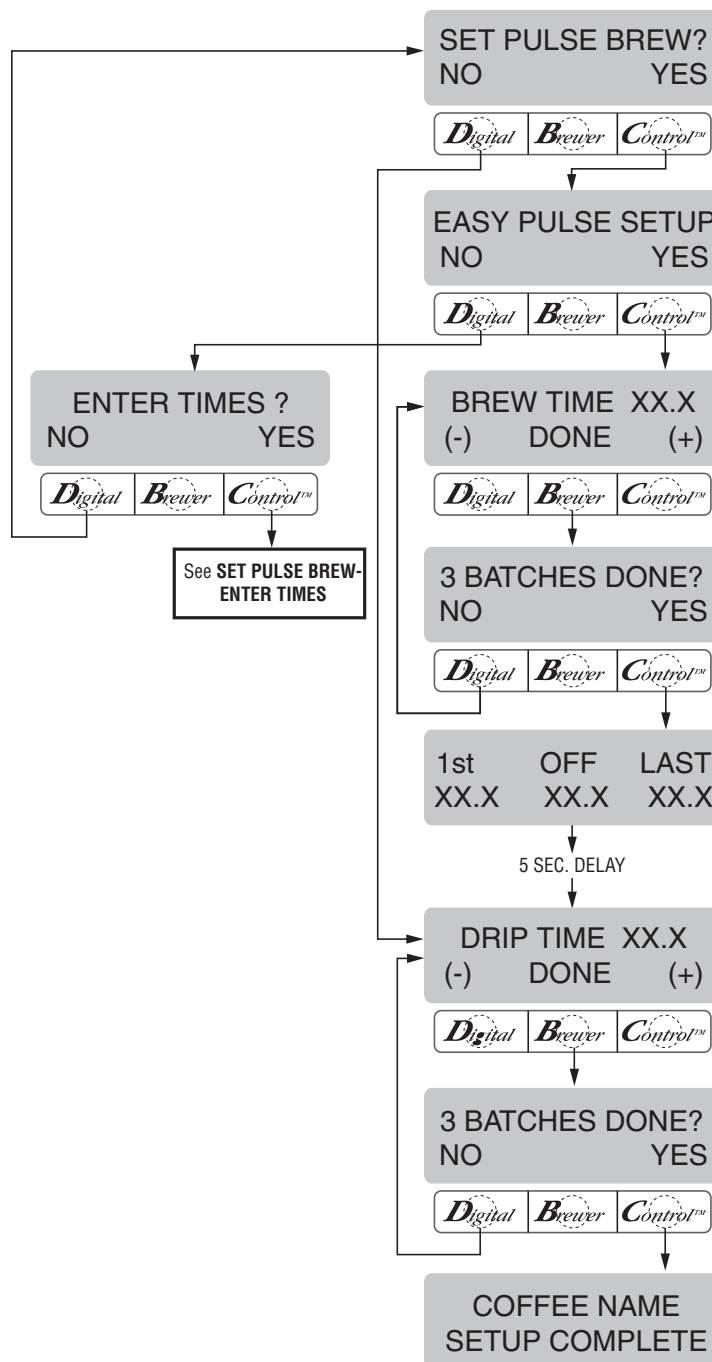 SET PULSE BREW?
NO YES
Digital Brewer Control™
EASY PULSE SETUP
NO YES
Digital Brewer Control™
ENTER TIMES ?
NO YES
Digital Brewer Control™
See SET PULSE BREW-
ENTER TIMES
BREW TIME XX.X
(-) DONE (+)
Digital Brewer Control™
3 BATCHES DONE?
NO YES
Digital Brewer Control™
1st OFF LAST
XX.X XX.X XX.X
5 SEC. DELAY
DRIP TIME XX.X
(-) DONE (+)
Digital Brewer Control™
3 BATCHES DONE?
NO YES
Digital Brewer Control™
COFFEE NAME
SETUP COMPLETE